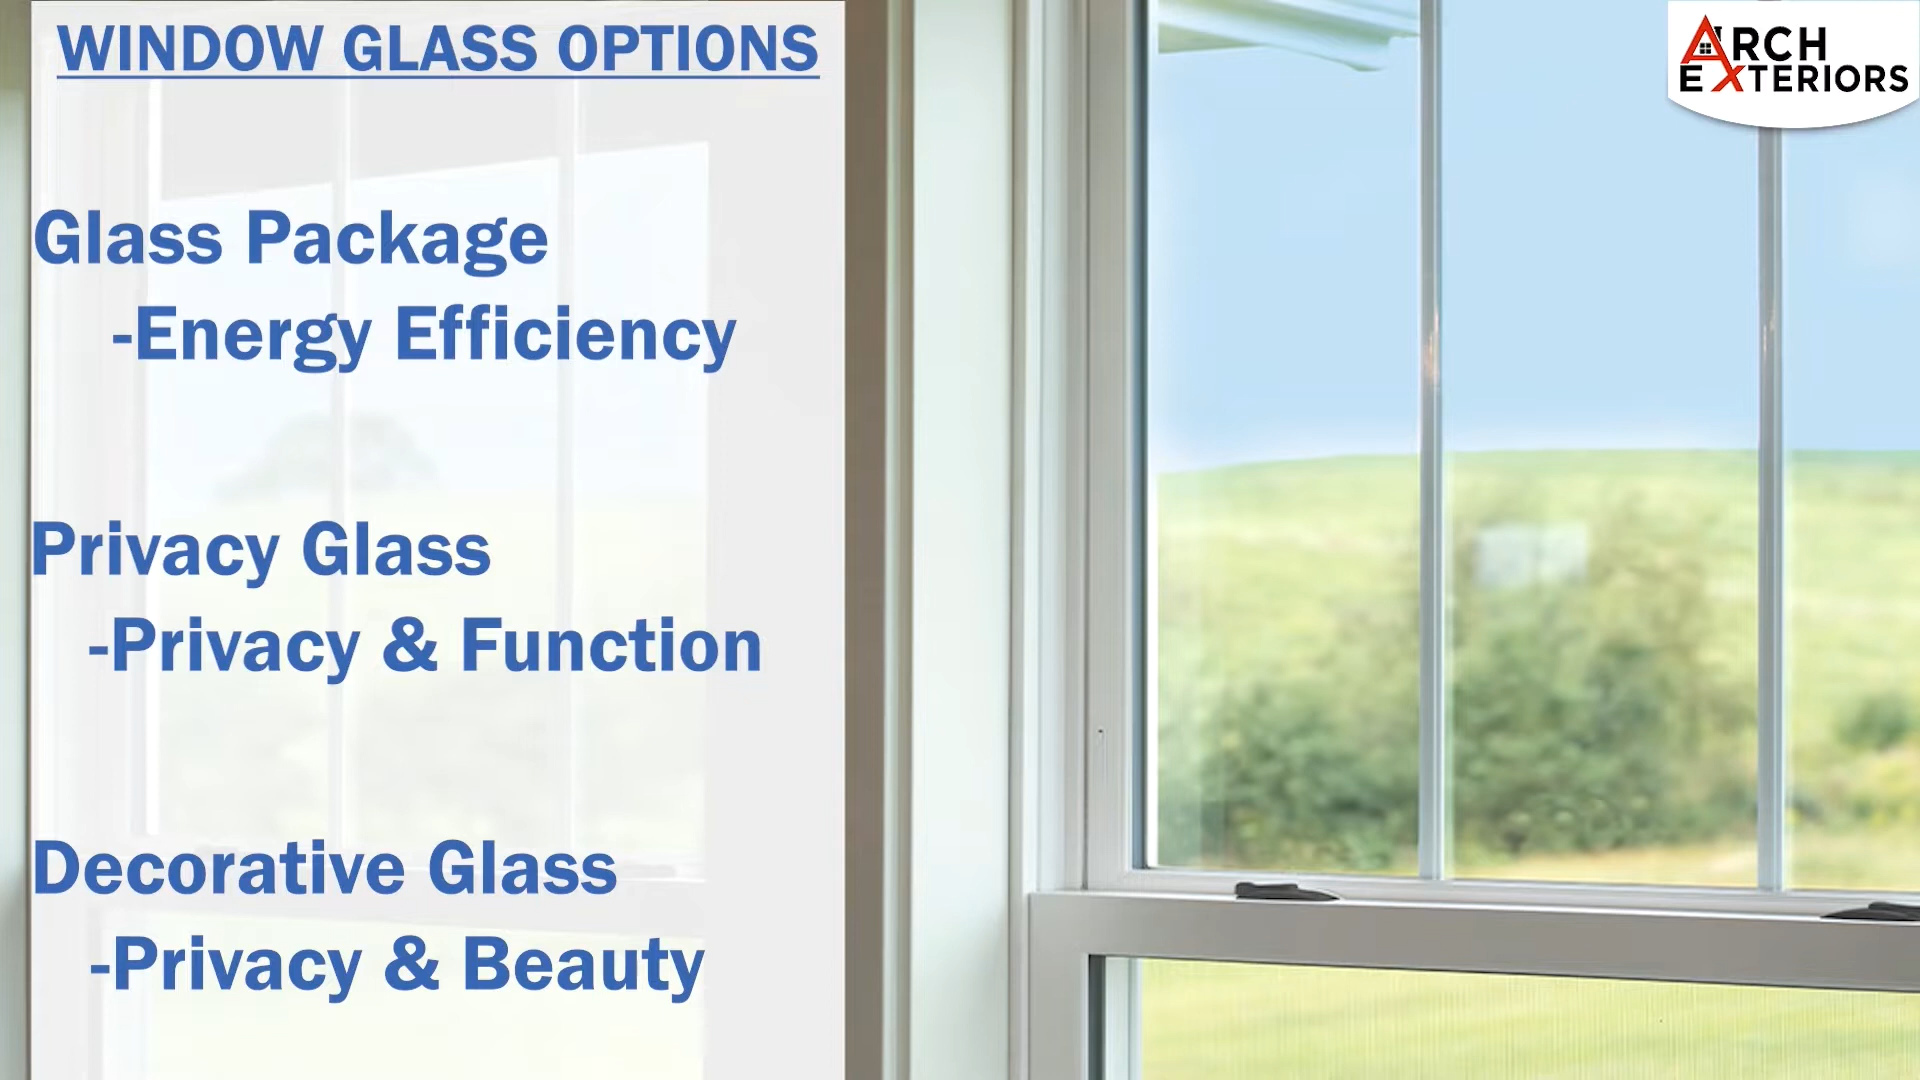 WINDOW GLASS OPTIONS
ARCH
EXTERIORS
Glass Package
-Energy Efficiency
Privacy Glass
-Privacy & Function
Decorative Glass
-Privacy & Beauty